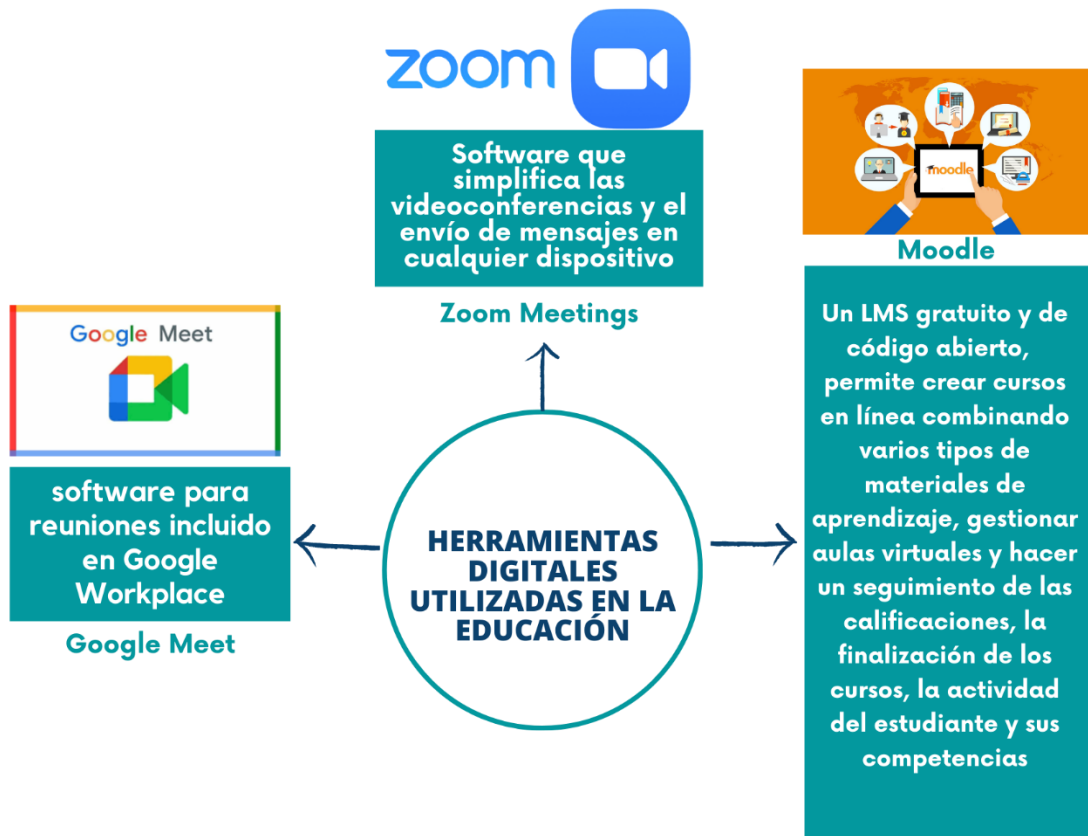 zoom
Software que
simplifica las
videoconferencias y el
envío de mensajes en
cualquier dispositivo
Zoom Meetings
moodle
Moodle
Un LMS gratuito y de
código abierto,
permite crear cursos
en línea combinando
varios tipos de
materiales de
aprendizaje, gestionar
aulas virtuales y hacer
un seguimiento de las
calificaciones, la
finalización de los
cursos, la actividad
del estudiante y sus
competencias
Google Meet
software para
reuniones incluido
en Google
Workplace
Google Meet
HERRAMIENTAS
DIGITALES
UTILIZADAS EN LA
EDUCACIÓN